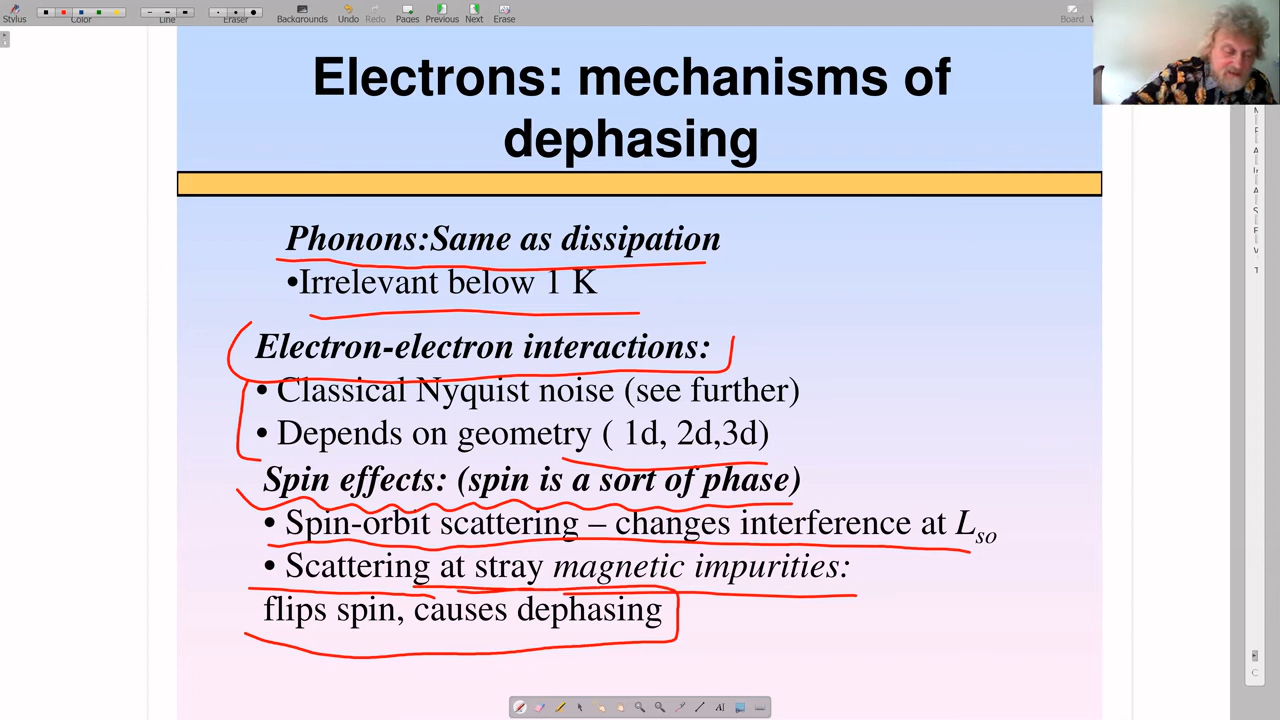 Stylus
Color
Line
Eraser
Backgrounds
Undo
Redo
Pages
Previous
Next
Erase
Board
Electrons: mechanisms of
dephasing
Phonons:Same as dissipation
•Irrelevant below 1 K
Electron-electron interactions:
• Classical Nyquist noise (see further)
• Depends on geometry ( 1d, 2d,3d)
Spin effects: (spin is a sort of phase)
• Spin-orbit scattering – changes interference at Lso
• Scattering at stray magnetic impurities:
flips spin, causes dephasing